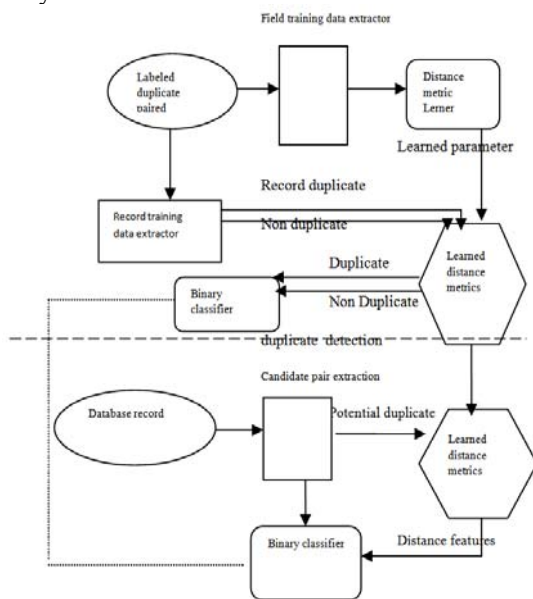 Field training data extractor
Labeled
duplicate
paired
Distance
metric
Lerner
Learned parameter
Record duplicate
Record training
data extractor
Non duplicate
Learned
distance
metrics
Duplicate
Binary
classifier
Non Duplicate
duplicate detection
Candidate pair extraction
Database record
Potential duplicate
Learned
distance
metrics
Binary classifier
Distance features